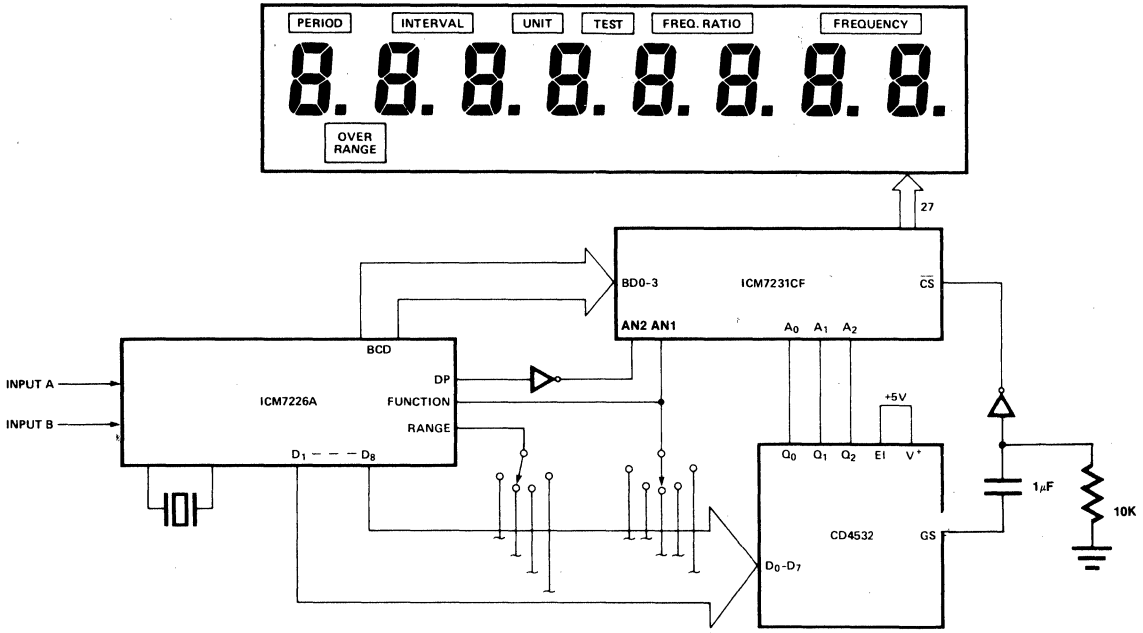 PERIOD INTERVAL UNIT TEST FREQ. RATIO FREQUENCY
8. 8. 8. 8. 8. 8. 8. 8.
OVER
RANGE
27
BD0-3 ICM7231CF CS
AN2 AN1 A0 A1 A2
BCD
INPUT A
DP
ICM7226A FUNCTION
INPUT B
RANGE
+5V
D1 – – – D8
Q0 Q1 Q2 EI V+
1µF
10K
CD4532 GS
D0-D7